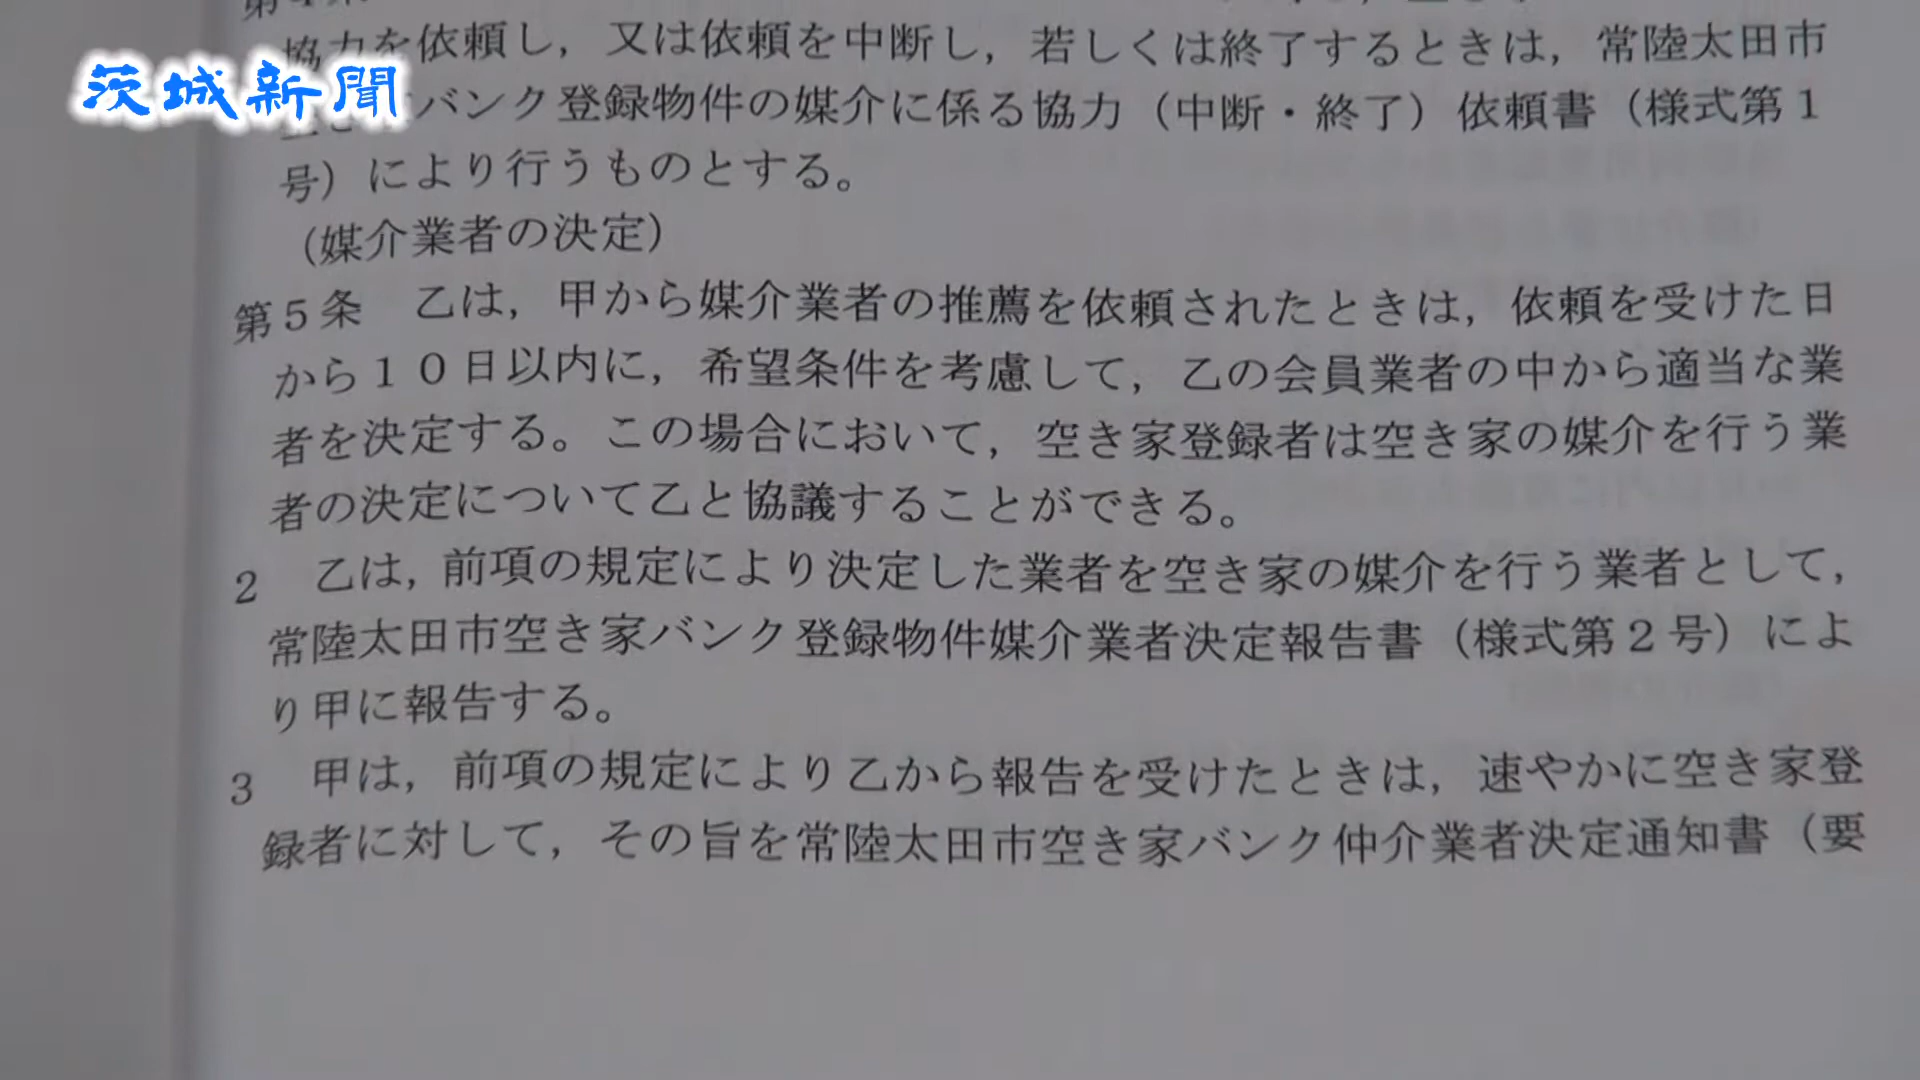 茨城新聞
協力を依頼し，又は依頼を中断し，若しくは終了するときは，常陸太田市
バンク登録物件の媒介に係る協力（中断・終了）依頼書（様式第１
号）により行うものとする。
（媒介業者の決定）
第５条　乙は，甲から媒介業者の推薦を依頼されたときは，依頼を受けた日
から１０日以内に，希望条件を考慮して，乙の会員業者の中から適当な業
者を決定する。この場合において，空き家登録者は空き家の媒介を行う業
者の決定について乙と協議することができる。
２　乙は，前項の規定により決定した業者を空き家の媒介を行う業者として，
常陸太田市空き家バンク登録物件媒介業者決定報告書（様式第２号）によ
り甲に報告する。
３　甲は，前項の規定により乙から報告を受けたときは，速やかに空き家登
録者に対して，その旨を常陸太田市空き家バンク仲介業者決定通知書（要